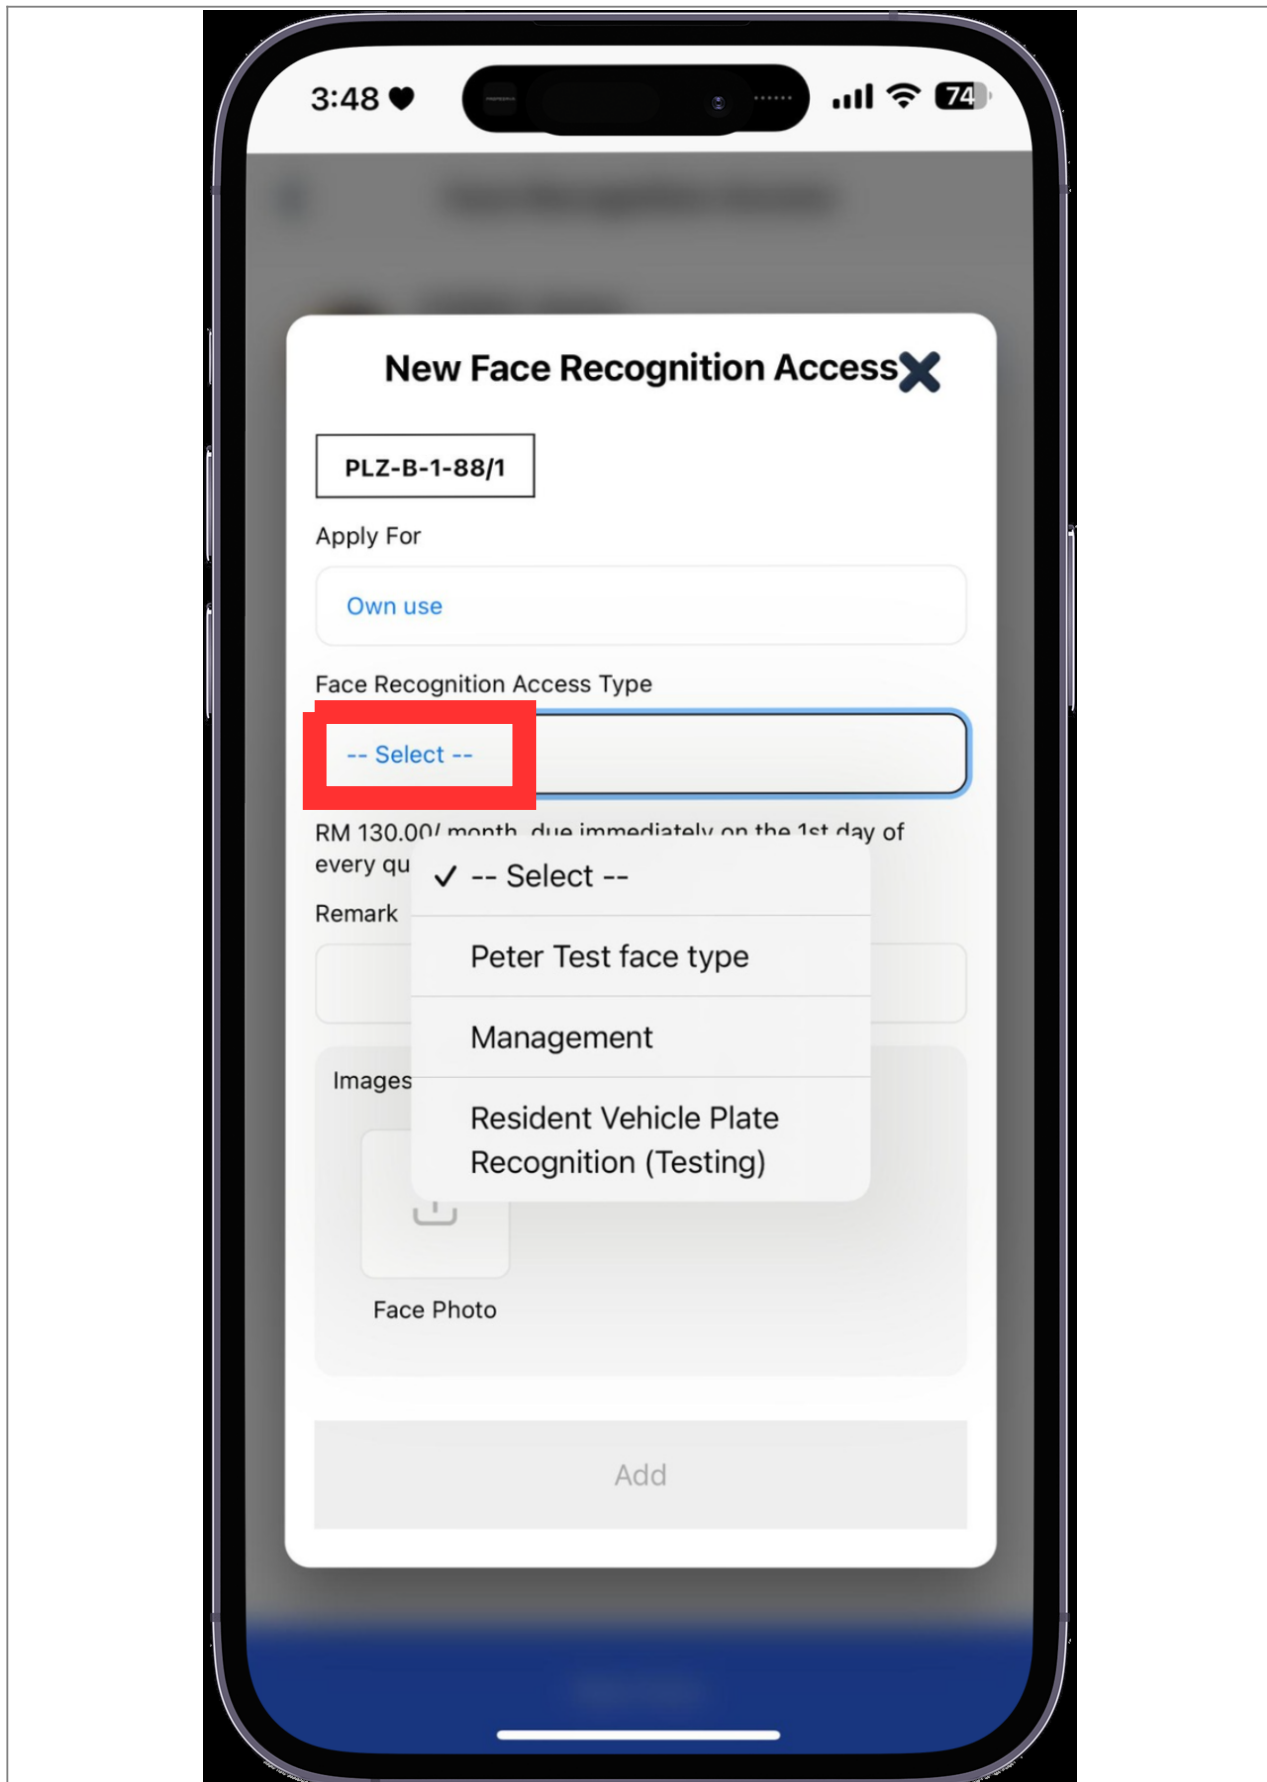 3:48
74
New Face Recognition Access
PLZ-B-1-88/1
Apply For
Own use
Face Recognition Access Type
-- Select --
RM 130.00/ month, due immediately on the 1st day of
every qu
-- Select --
Remark
Peter Test face type
Management
Images
Resident Vehicle Plate
Recognition (Testing)
Face Photo
Add